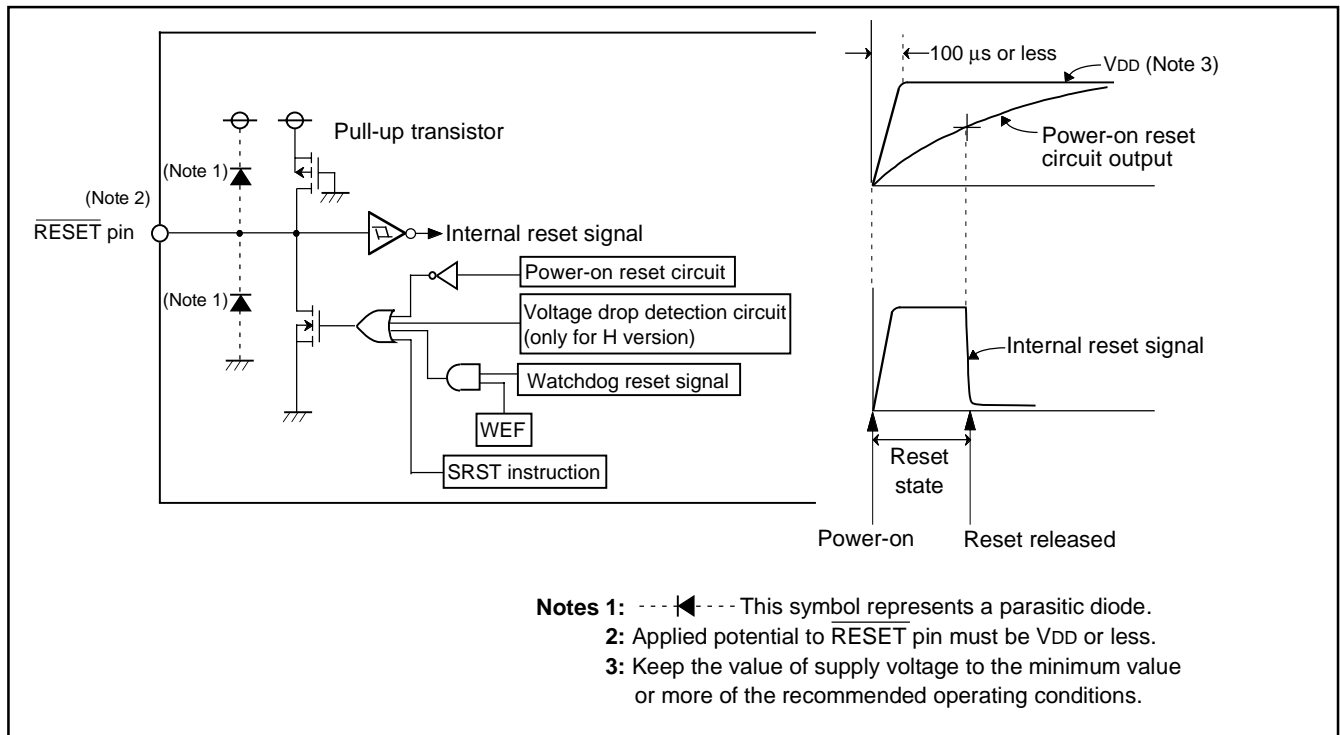 100 μs or less
VDD (Note 3)
Pull-up transistor
Power-on reset
circuit output
(Note 1)
(Note 2)
RESET pin
Internal reset signal
Power-on reset circuit
(Note 1)
Voltage drop detection circuit
(only for H version)
Watchdog reset signal
WEF
SRST instruction
Internal reset signal
Reset
state
Power-on
Reset released
Notes 1: This symbol represents a parasitic diode.
2: Applied potential to RESET pin must be VDD or less.
3: Keep the value of supply voltage to the minimum value
or more of the recommended operating conditions.